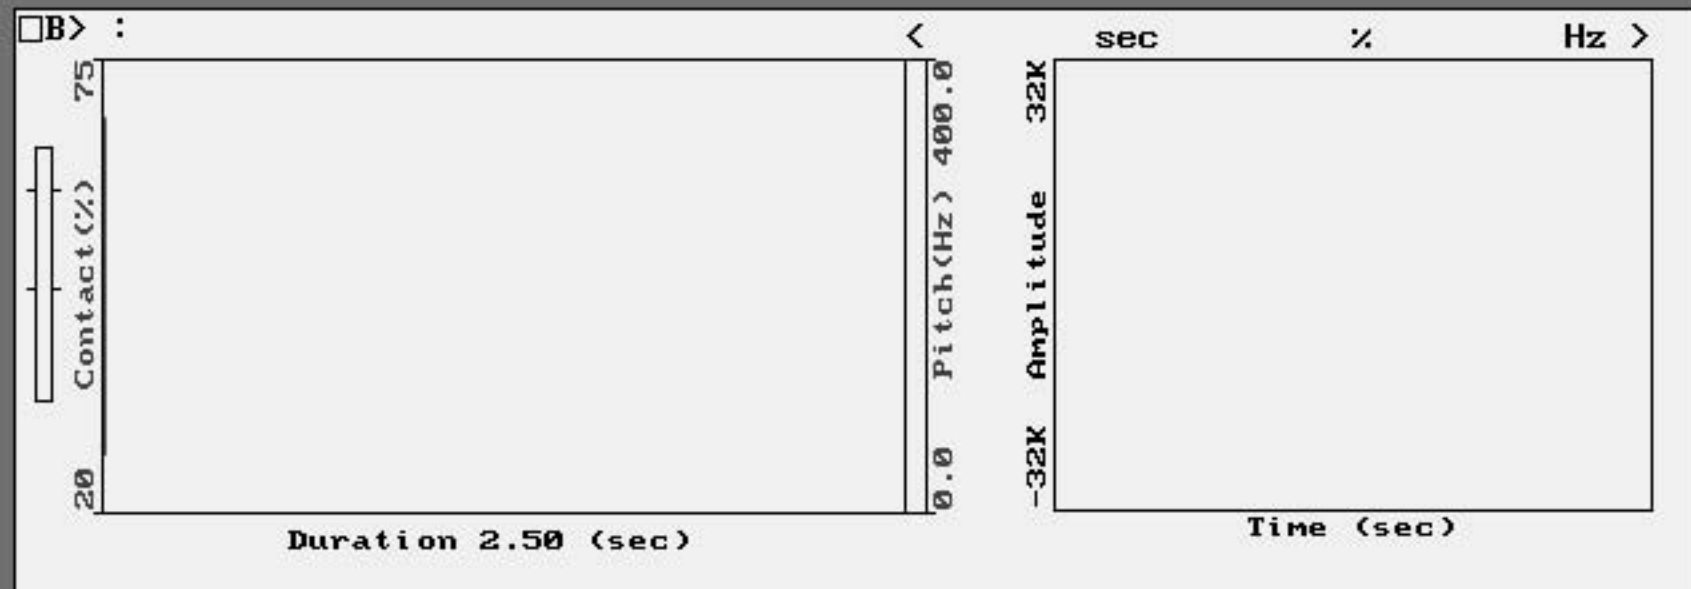 □B> :
< sec % Hz >
75
Contact(%)
20
400.0
Pitch(Hz)
0.0
Duration 2.50 (sec)
32K
Amplitude
-32K
Time (sec)